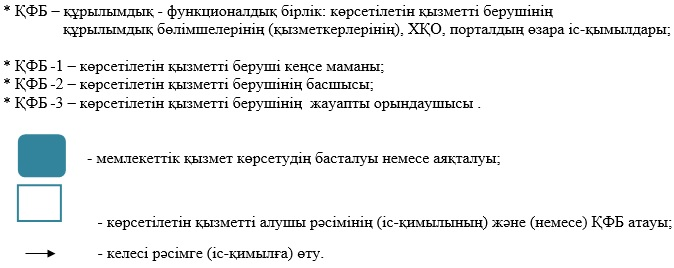 * ҚФБ – құрылымдық - функционалдық бірлік: көрсетілетін қызметті берушінің
құрылымдық бөлімшелерінің (қызметкерлерінің), ХҚО, порталдың өзара іс-қымылдары;
* ҚФБ -1 – көрсетілетін қызметті беруші кеңсе маманы;
* ҚФБ -2 – көрсетілетін қызметті берушінің басшысы;
* ҚФБ -3 – көрсетілетін қызметті берушінің жауапты орындаушысы .
- мемлекеттік қызмет көрсетудің басталуы немесе аяқталуы;
- көрсетілетін қызметті алушы рәсімінің (іс-қимылының) және (немесе) ҚФБ атауы;
- келесі рәсімге (іс-қимылға) өту.